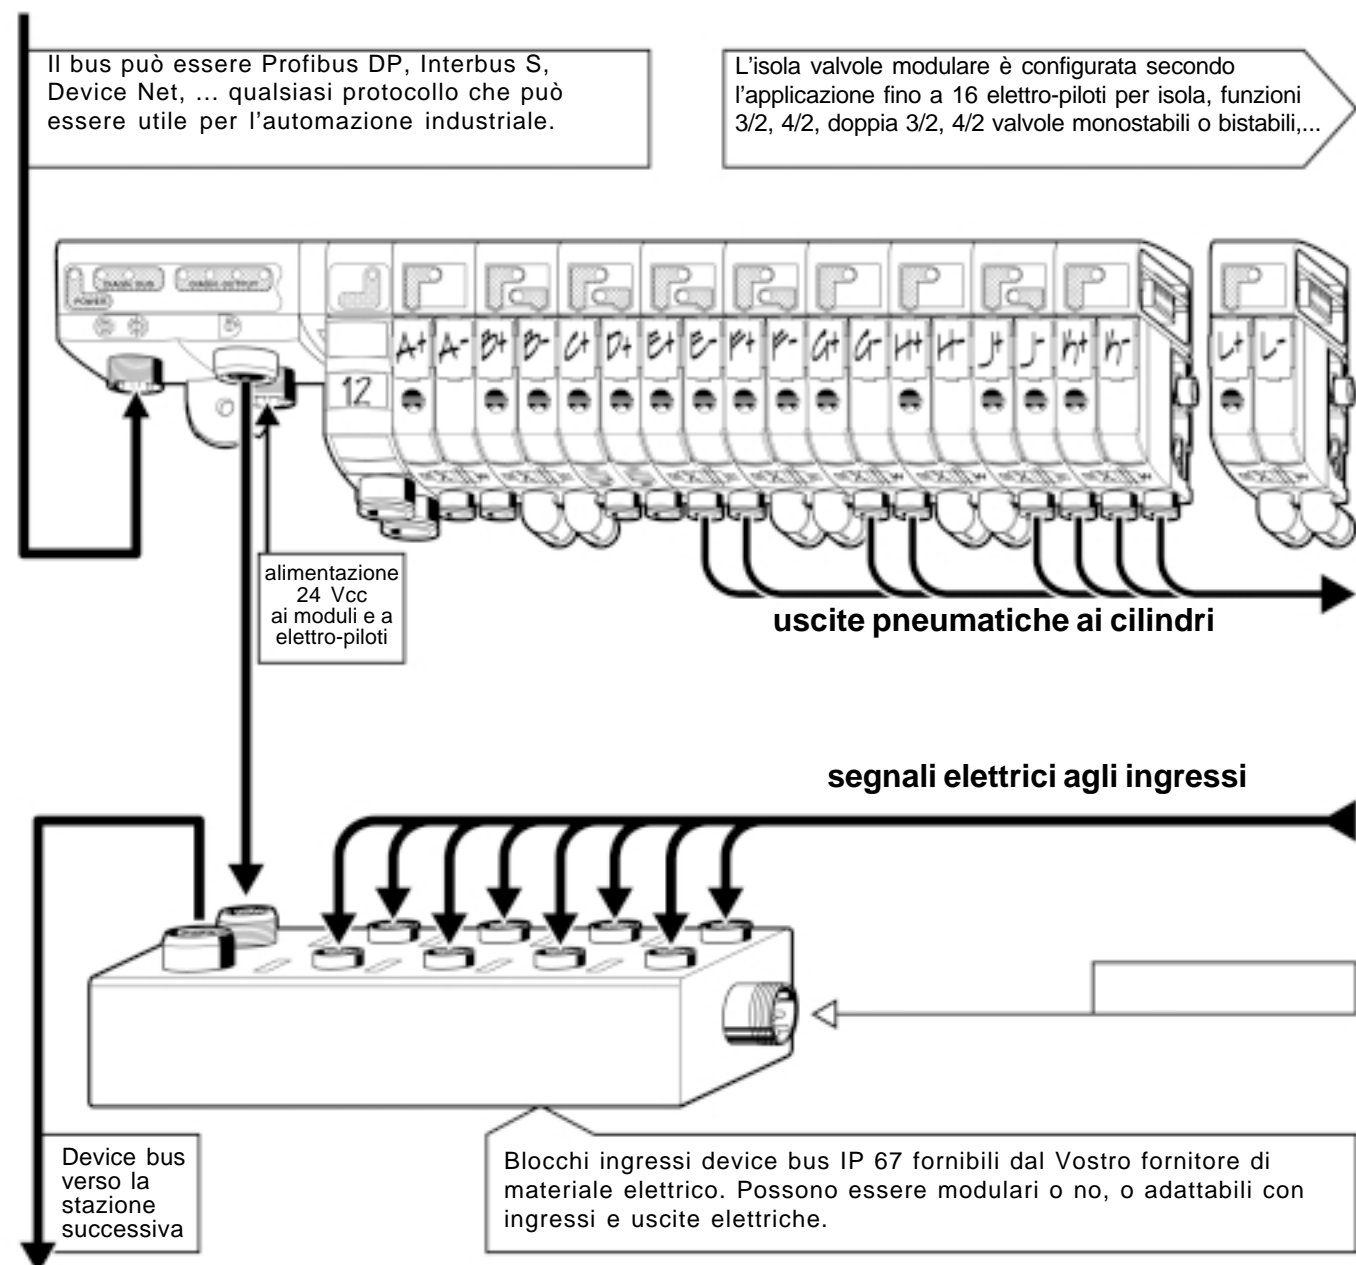 Il bus può essere Profibus DP, Interbus S,
Device Net, ... qualsiasi protocollo che può
essere utile per l'automazione industriale.
L'isola valvole modulare è configurata secondo
l'applicazione fino a 16 elettro-piloti per isola, funzioni
3/2, 4/2, doppia 3/2, 4/2 valvole monostabili o bistabili,...
DIAGN BUS
DIAGN OUTPUT
POWER
A+ A- B+ B- C+ D+ E+ E- F+ F- G+ G- H+ H- J+ J- K+ K- L+ L-
12
alimentazione
24 Vcc
ai moduli e a
elettro-piloti
uscite pneumatiche ai cilindri
segnali elettrici agli ingressi
Device bus
verso la
stazione
successiva
Blocchi ingressi device bus IP 67 fornibili dal Vostro fornitore di
materiale elettrico. Possono essere modulari o no, o adattabili con
ingressi e uscite elettriche.